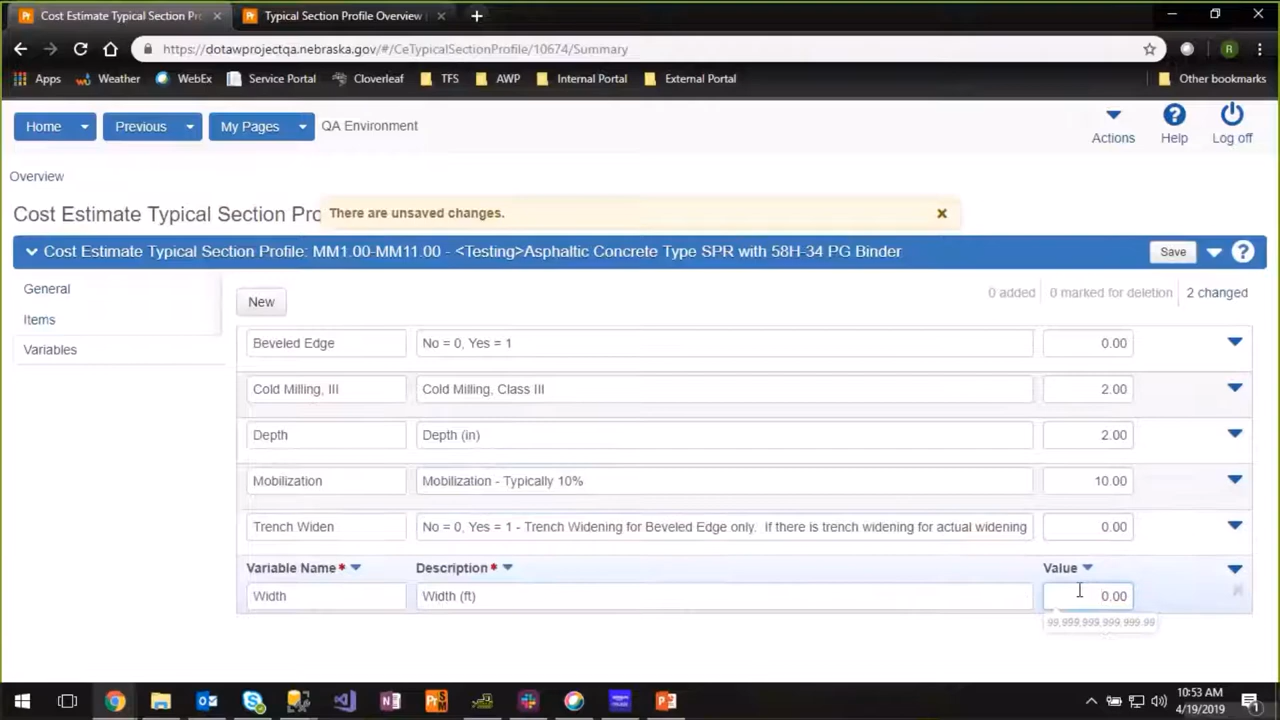 Cost Estimate Typical Section Pr
Typical Section Profile Overview
https://dotawprojectqa.nebraska.gov/#/CeTypicalSectionProfile/10674/Summary
R
Apps Weather WebEx Service Portal Cloverleaf TFS AWP Internal Portal External Portal Other bookmarks
Home Previous My Pages QA Environment Actions Help Log off
Overview
Cost Estimate Typical Section Pro
There are unsaved changes.
Cost Estimate Typical Section Profile: MM1.00-MM11.00 - <Testing>Asphaltic Concrete Type SPR with 58H-34 PG Binder Save
General
Items
Variables
New 0 added 0 marked for deletion 2 changed
Beveled Edge No = 0, Yes = 1 0.00
Cold Milling, III Cold Milling, Class III 2.00
Depth Depth (in) 2.00
Mobilization Mobilization - Typically 10% 10.00
Trench Widen No = 0, Yes = 1 - Trench Widening for Beveled Edge only. If there is trench widening for actual widening 0.00
Variable Name* Description* Value
Width Width (ft) 0.00
99,999,999,999,999.99
10:53 AM
4/19/2019